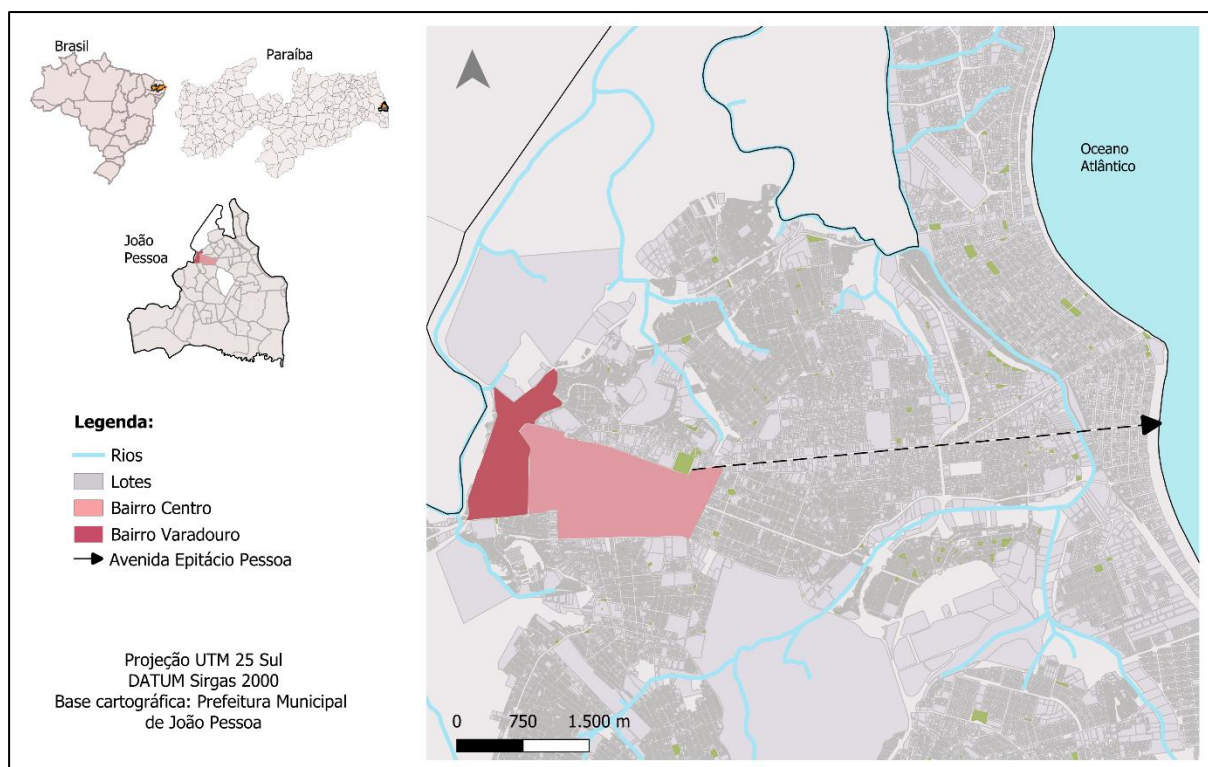 Brasil
Paraíba
João
Pessoa
Legenda:
Rios
Lotes
Bairro Centro
Bairro Varadouro
Avenida Epitácio Pessoa
Projeção UTM 25 Sul
DATUM Sirgas 2000
Base cartográfica: Prefeitura Municipal
de João Pessoa
Oceano
Atlântico
0 750 1.500 m